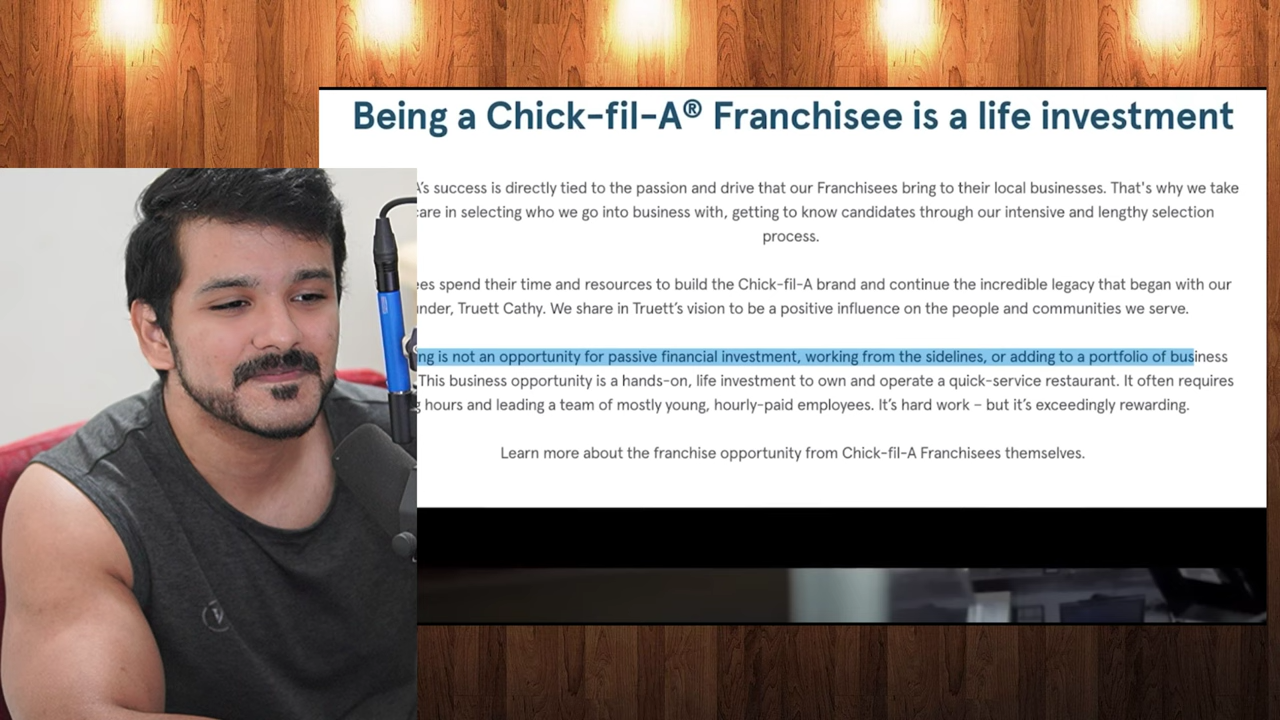 Being a Chick-fil-A® Franchisee is a life investment
A's success is directly tied to the passion and drive that our Franchisees bring to their local businesses. That's why we take
care in selecting who we go into business with, getting to know candidates through our intensive and lengthy selection
process.
ees spend their time and resources to build the Chick-fil-A brand and continue the incredible legacy that began with our
nder, Truett Cathy. We share in Truett's vision to be a positive influence on the people and communities we serve.
ng is not an opportunity for passive financial investment, working from the sidelines, or adding to a portfolio of business
This business opportunity is a hands-on, life investment to own and operate a quick-service restaurant. It often requires
hours and leading a team of mostly young, hourly-paid employees. It's hard work – but it's exceedingly rewarding.
Learn more about the franchise opportunity from Chick-fil-A Franchisees themselves.